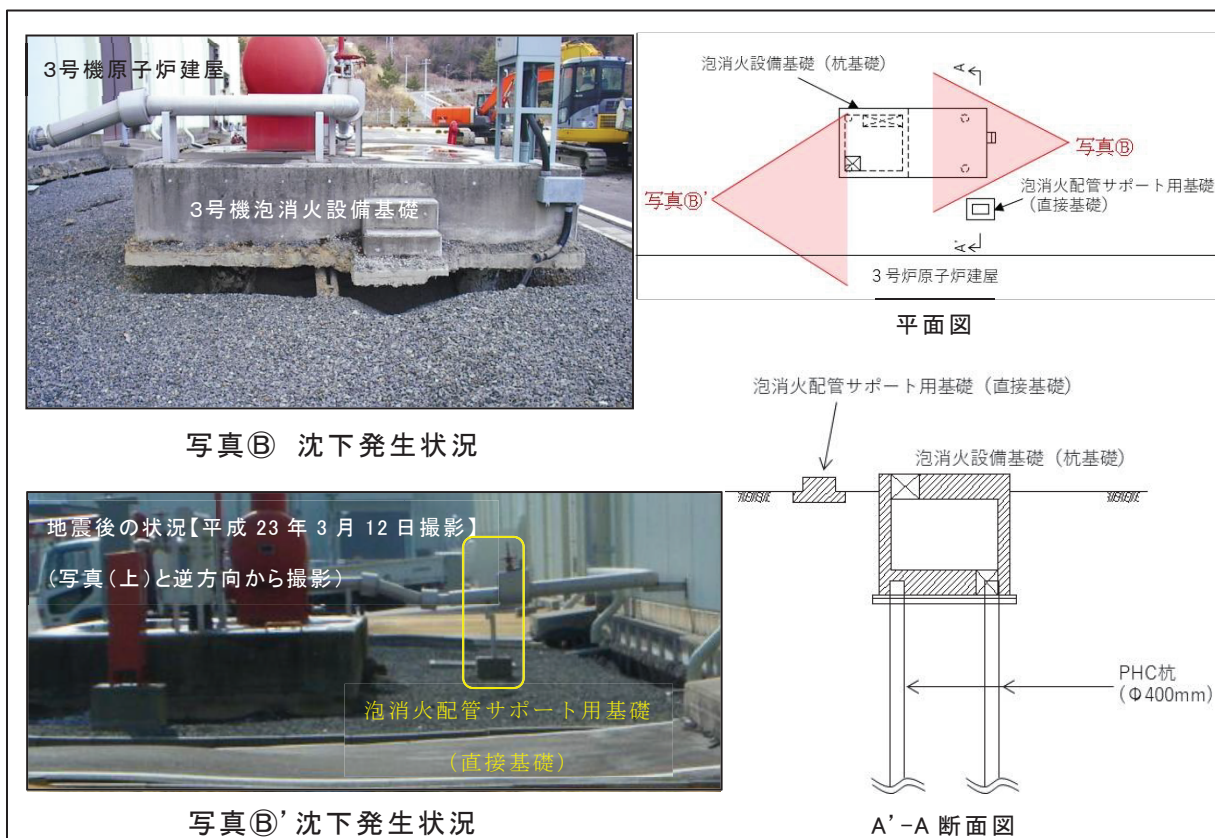 3号機原子炉建屋
3号機泡消火設備基礎
写真Ⓑ 沈下発生状況
地震後の状況【平成 23 年 3 月 12 日撮影】
(写真(上)と逆方向から撮影)
泡消火配管サポート用基礎
(直接基礎)
写真Ⓑ' 沈下発生状況
泡消火設備基礎(杭基礎)
A
写真Ⓑ
写真Ⓑ'
泡消火配管サポート用基礎
(直接基礎)
A'
3号炉原子炉建屋
平面図
泡消火配管サポート用基礎(直接基礎)
泡消火設備基礎(杭基礎)
PHC杭
(Φ400mm)
A'-A 断面図